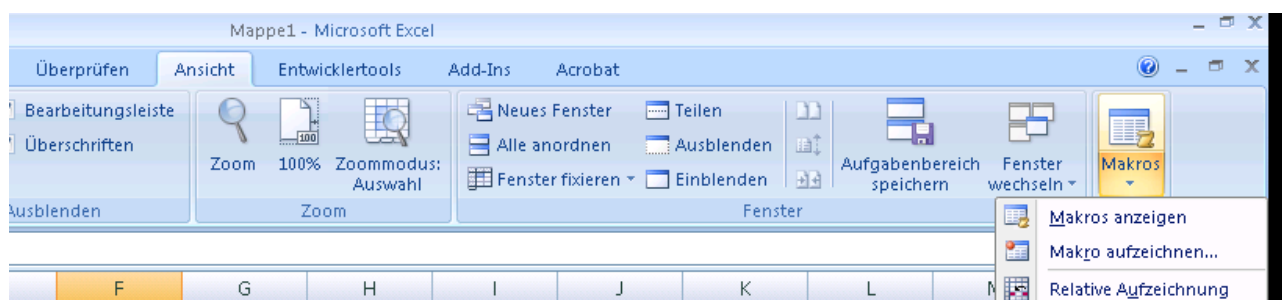 Mappe1 - Microsoft Excel
Überprüfen Ansicht Entwicklertools Add-Ins Acrobat
Bearbeitungsleiste
Überschriften
Ausblenden
Zoom
100
100%
Zoommodus:
Auswahl
Zoom
Neues Fenster
Alle anordnen
Fenster fixieren
Teilen
Ausblenden
Einblenden
Aufgabenbereich
speichern
Fenster
wechseln
Fenster
Makros
Makros anzeigen
Makro aufzeichnen...
Relative Aufzeichnung
F G H I J K L M